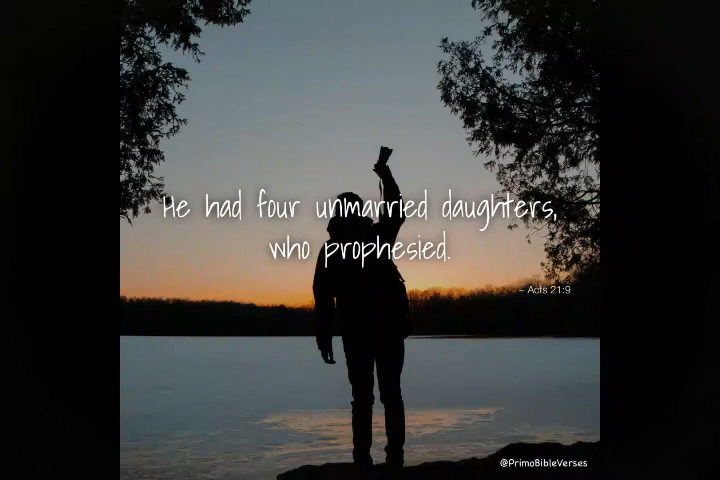 He had four unmarried daughters,
who prophesied.
~ Acts 21:9
@PrimoBibleVerses